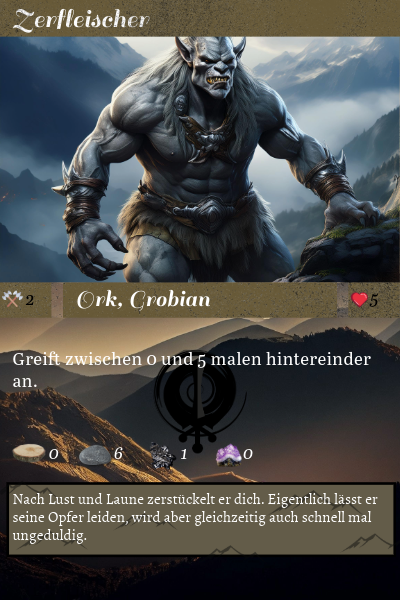 Zerfleischer
2 Ork, Grobian 5
Greift zwischen 0 und 5 malen hintereinder
an.
0 6 1 0
Nach Lust und Laune zerstückelt er dich. Eigentlich lässt er
seine Opfer leiden, wird aber gleichzeitig auch schnell mal
ungeduldig.